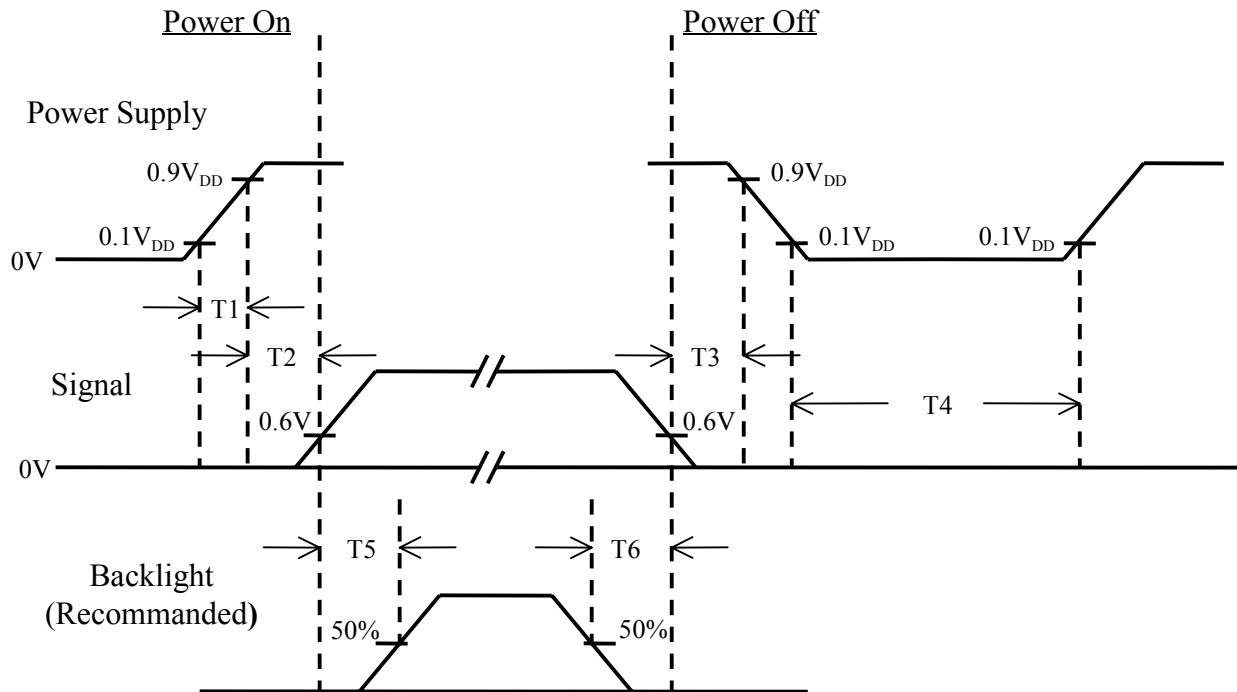 Power On
Power Off
Power Supply
0.9VDD
0.9VDD
0.1VDD
0.1VDD
0.1VDD
0V
T1
T2
T3
Signal
T4
0.6V
0.6V
0V
T5
T6
Backlight
(Recommanded)
50%
50%